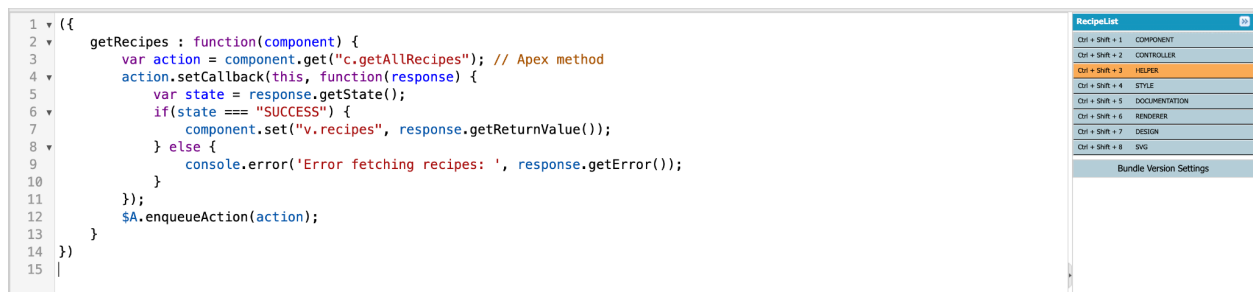 1 ({
2     getRecipes : function(component) {
3         var action = component.get("c.getAllRecipes"); // Apex method
4         action.setCallback(this, function(response) {
5             var state = response.getState();
6             if(state === "SUCCESS") {
7                 component.set("v.recipes", response.getReturnValue());
8             } else {
9                 console.error('Error fetching recipes: ', response.getError());
10             }
11         });
12         $A.enqueueAction(action);
13     }
14 })
15
RecipeList
Ctrl + Shift + 1 COMPONENT
Ctrl + Shift + 2 CONTROLLER
Ctrl + Shift + 3 HELPER
Ctrl + Shift + 4 STYLE
Ctrl + Shift + 5 DOCUMENTATION
Ctrl + Shift + 6 RENDERER
Ctrl + Shift + 7 DESIGN
Ctrl + Shift + 8 SVG
Bundle Version Settings